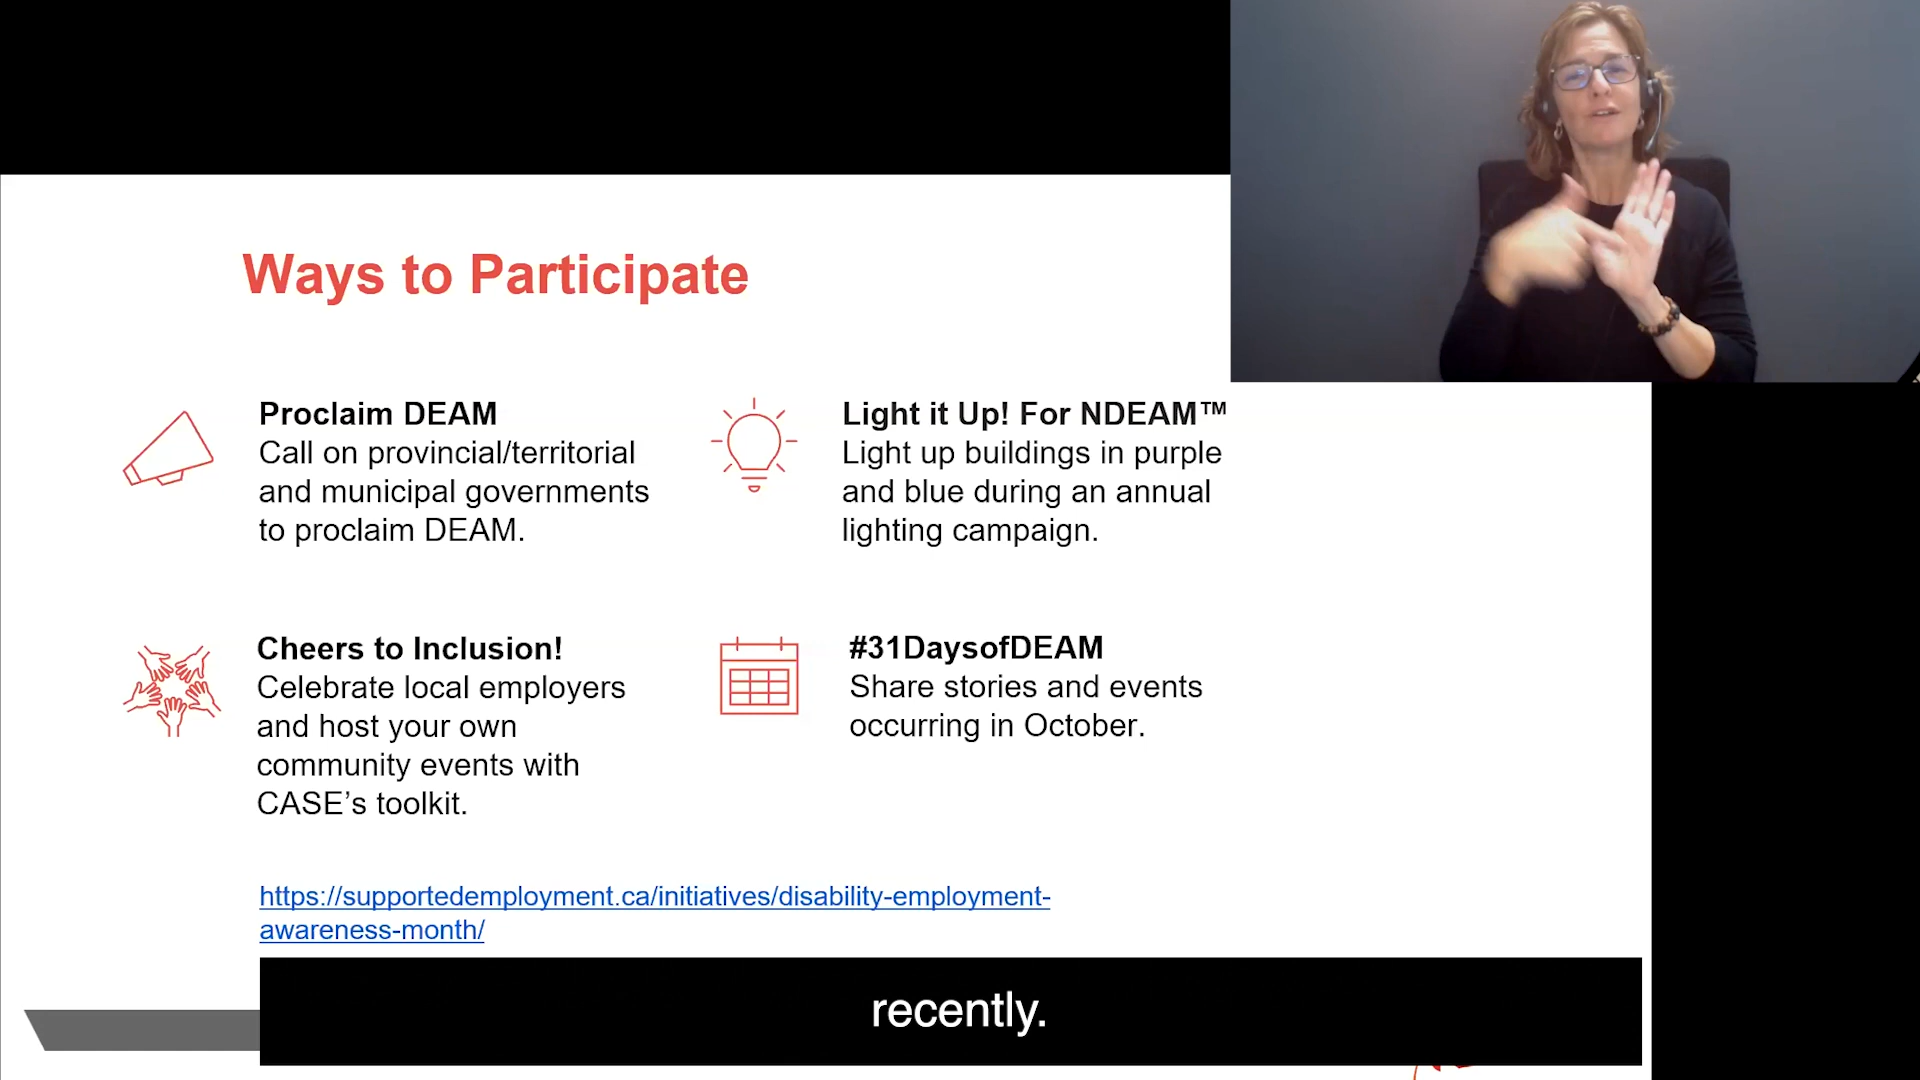 Ways to Participate
Proclaim DEAM
Call on provincial/territorial
and municipal governments
to proclaim DEAM.
Light it Up! For NDEAM™
Light up buildings in purple
and blue during an annual
lighting campaign.
Cheers to Inclusion!
Celebrate local employers
and host your own
community events with
CASE’s toolkit.
#31DaysofDEAM
Share stories and events
occurring in October.
https://supportedemployment.ca/initiatives/disability-employment-
awareness-month/
recently.